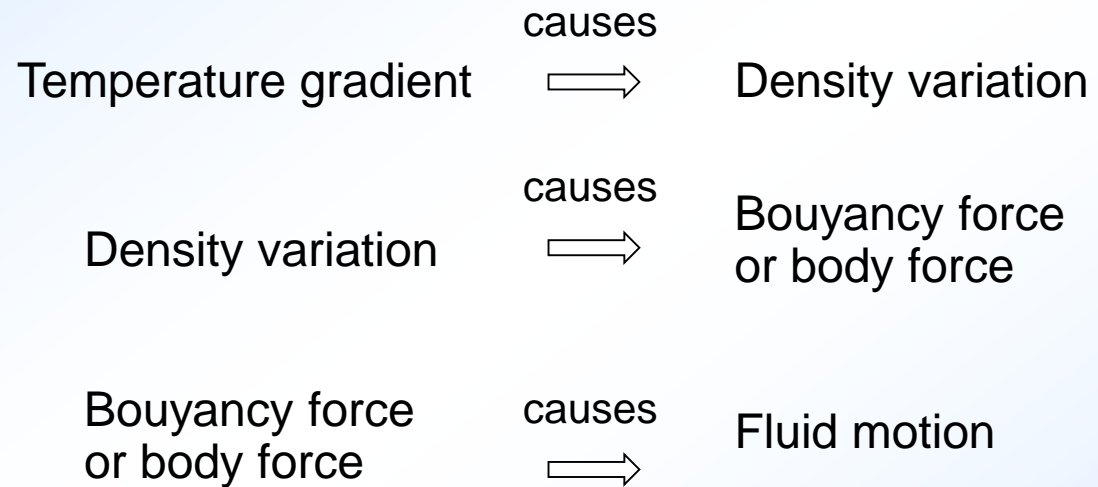 causes
Temperature gradient Density variation
causes
Density variation Bouyancy force
or body force
Bouyancy force causes Fluid motion
or body force